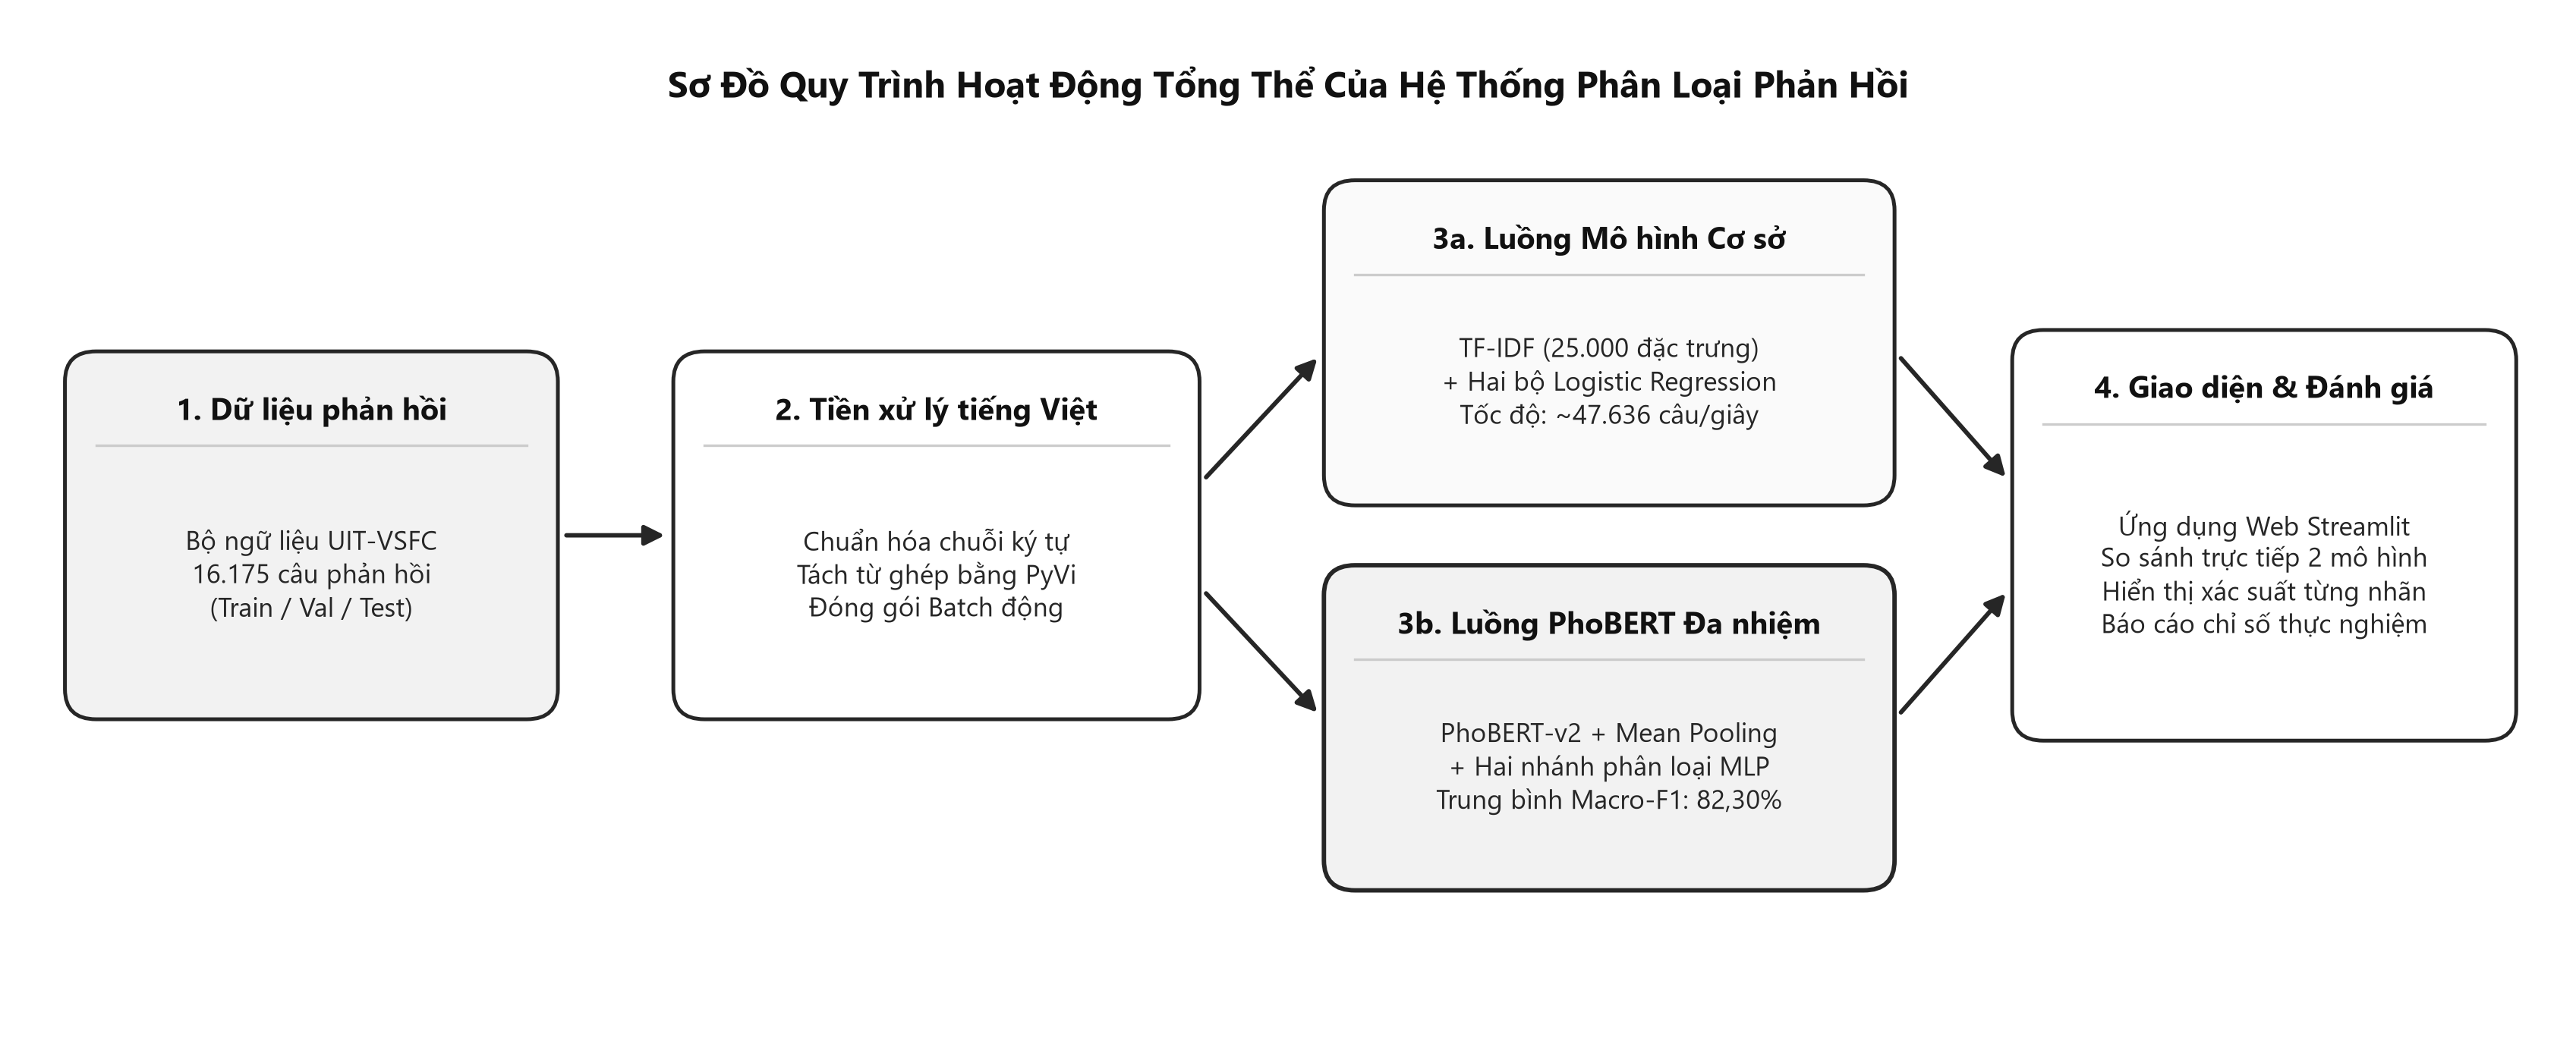 Sơ Đồ Quy Trình Hoạt Động Tổng Thể Của Hệ Thống Phân Loại Phản Hồi
1. Dữ liệu phản hồi
Bộ ngữ liệu UIT-VSFC
16.175 câu phản hồi
(Train / Val / Test)
2. Tiền xử lý tiếng Việt
Chuẩn hóa chuỗi ký tự
Tách từ ghép bằng PyVi
Đóng gói Batch động
3a. Luồng Mô hình Cơ sở
TF-IDF (25.000 đặc trưng)
+ Hai bộ Logistic Regression
Tốc độ: ~47.636 câu/giây
3b. Luồng PhoBERT Đa nhiệm
PhoBERT-v2 + Mean Pooling
+ Hai nhánh phân loại MLP
Trung bình Macro-F1: 82,30%
4. Giao diện & Đánh giá
Ứng dụng Web Streamlit
So sánh trực tiếp 2 mô hình
Hiển thị xác suất từng nhãn
Báo cáo chỉ số thực nghiệm